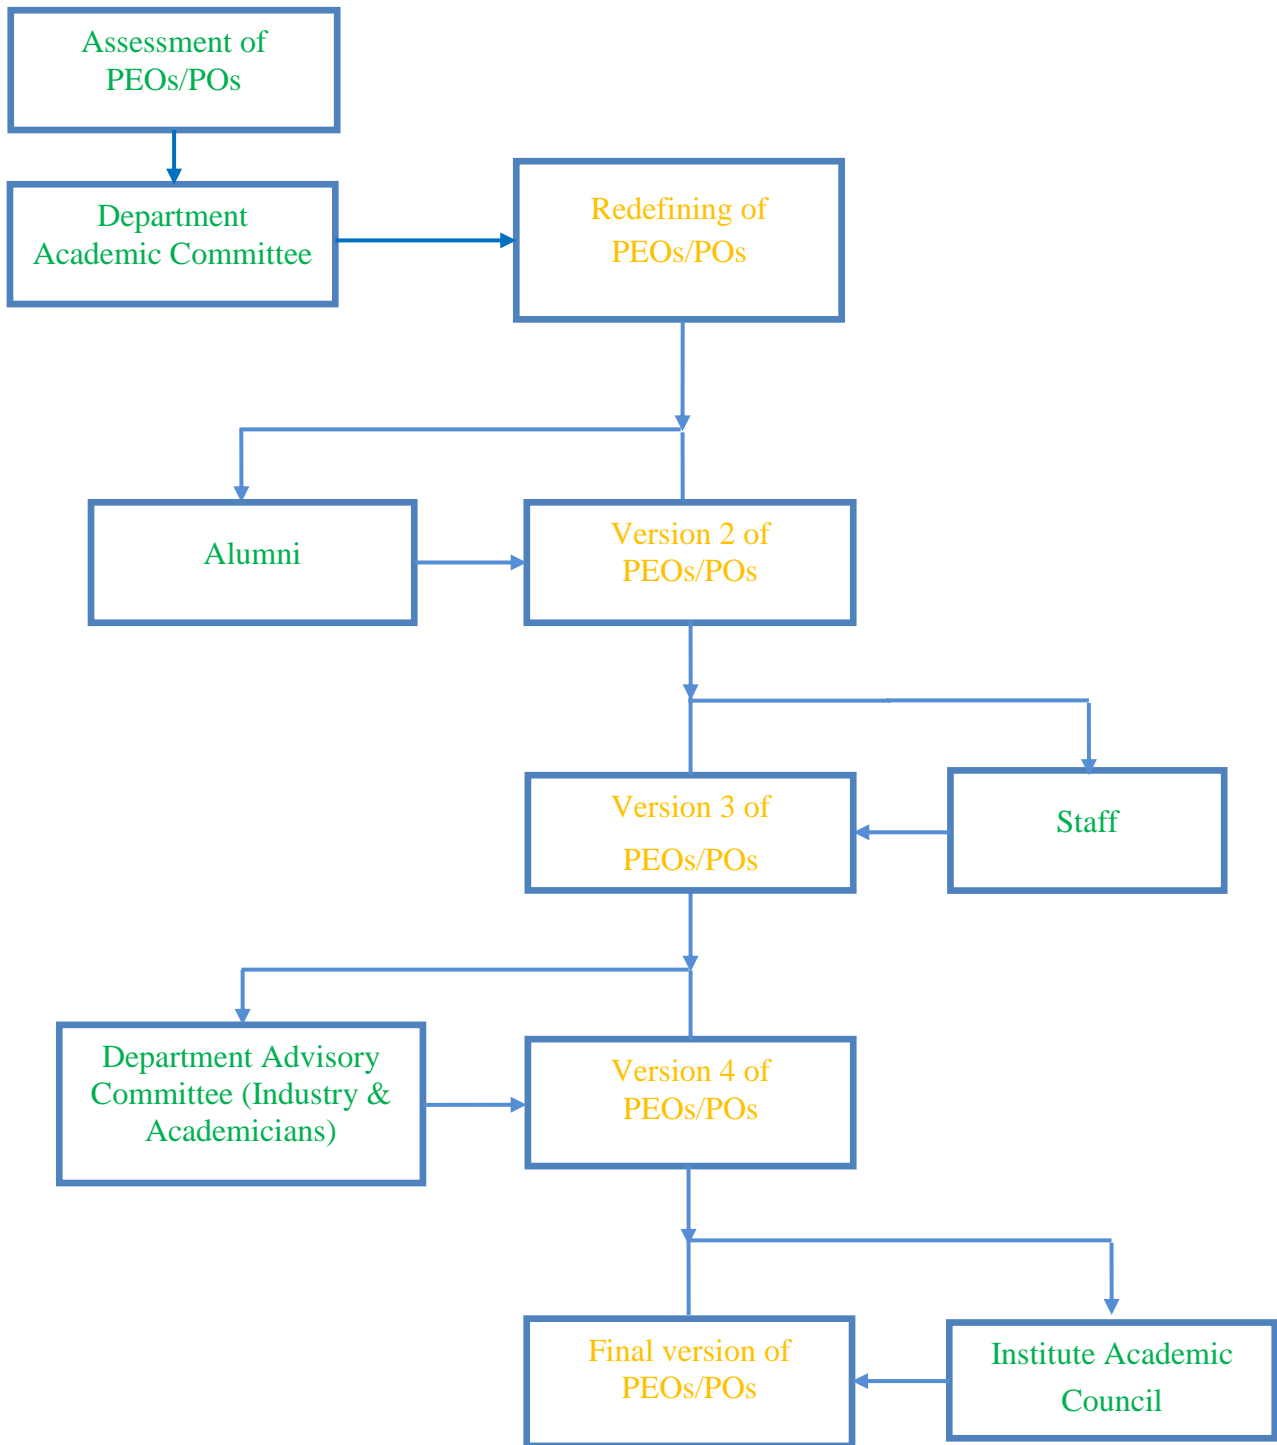 Assessment of
PEOs/POs
Department
Academic Committee
Redefining of
PEOs/POs
Alumni
Version 2 of
PEOs/POs
Version 3 of
PEOs/POs
Staff
Department Advisory
Committee (Industry &
Academicians)
Version 4 of
PEOs/POs
Final version of
PEOs/POs
Institute Academic
Council